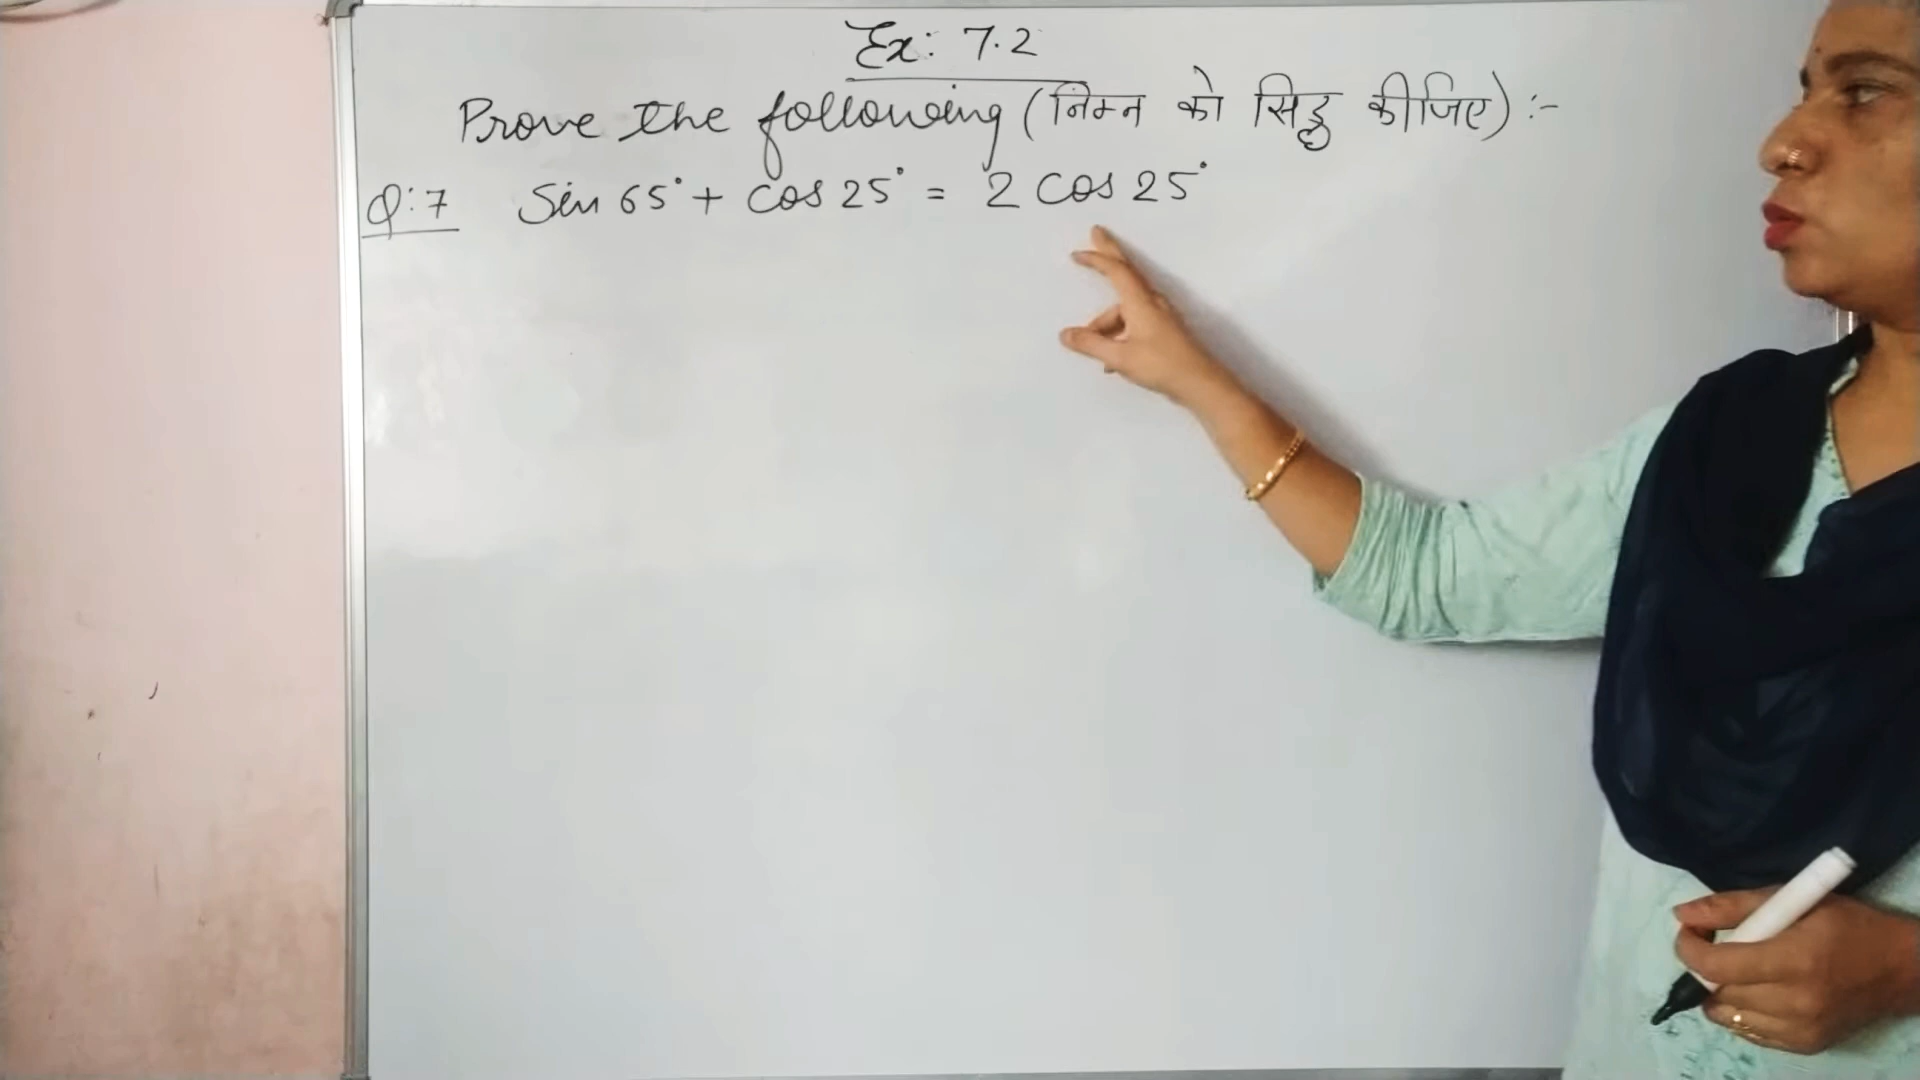 Ex: 7.2
Prove the following (निम्न को सिद्ध कीजिए) :-
Q:7 Sin 65° + Cos 25° = 2 Cos 25°